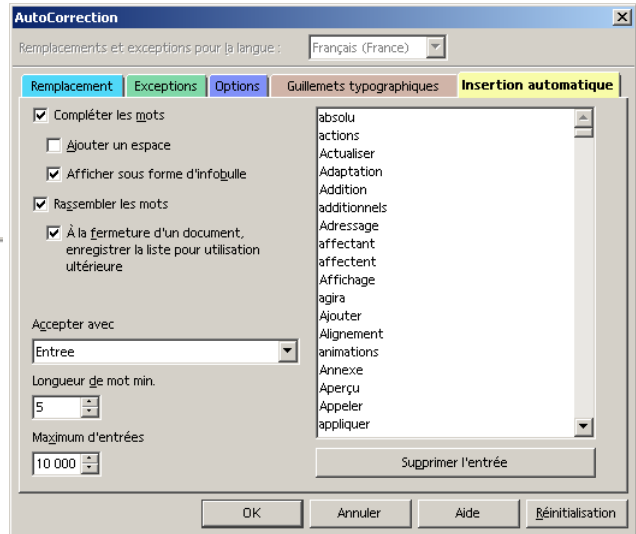 AutoCorrection
Remplacements et exceptions pour la langue : Français (France)
Remplacement Exceptions Options Guillemets typographiques Insertion automatique
Compléter les mots
Ajouter un espace
Afficher sous forme d'infobulle
Rassembler les mots
À la fermeture d'un document,
enregistrer la liste pour utilisation
ultérieure
Accepter avec
Entree
Longueur de mot min.
5
Maximum d'entrées
10 000
absolu
actions
Actualiser
Adaptation
Addition
additionnels
Adressage
affectant
affectent
Affichage
agira
Ajouter
Alignement
animations
Annexe
Aperçu
Appeler
appliquer
Supprimer l'entrée
OK Annuler Aide Réinitialisation